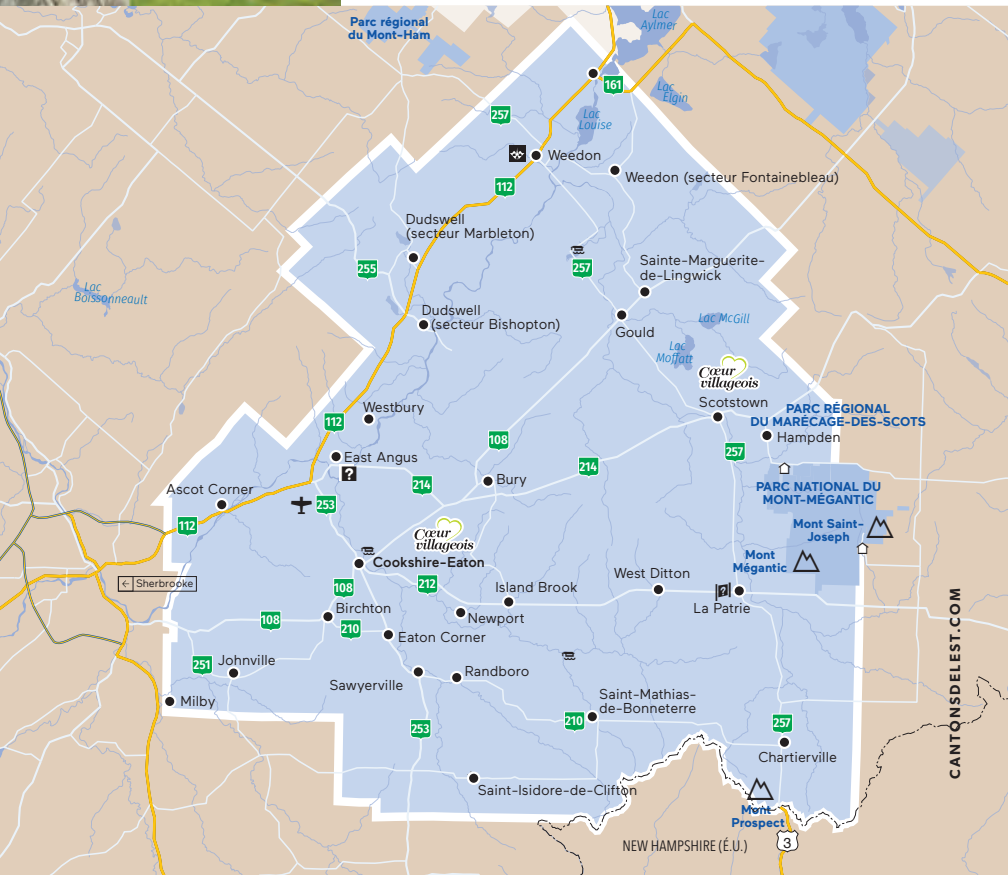 Parc régional
du Mont-Ham
Lac
Aylmer
161
Lac
Elgin
257
Lac
Louise
Weedon
Weedon (secteur Fontainebleau)
112
Dudswell
(secteur Marbleton)
255
257
Sainte-Marguerite-
de-Lingwick
Lac
Boissonneault
Dudswell
(secteur Bishopton)
Gould
Lac McGill
Lac
Moffatt
Cœur
villageois
Scotstown
Westbury
112
PARC RÉGIONAL
DU MARÉCAGE-DES-SCOTS
Hampden
108
257
East Angus
?
214
214
Bury
Ascot Corner
253
PARC NATIONAL DU
MONT-MÉGANTIC
112
Mont Saint-
Joseph
Cœur
villageois
Cookshire-Eaton
Mont
Mégantic
← Sherbrooke
108
212
Island Brook
West Ditton
?
La Patrie
Birchton
108
210
Newport
Eaton Corner
251
Johnville
Sawyerville
Randboro
Milby
Saint-Mathias-
de-Bonneterre
210
253
257
Chartierville
Saint-Isidore-de-Clifton
Mont
Prospect
NEW HAMPSHIRE (É.U.)
3
CANTONSDELEST.COM